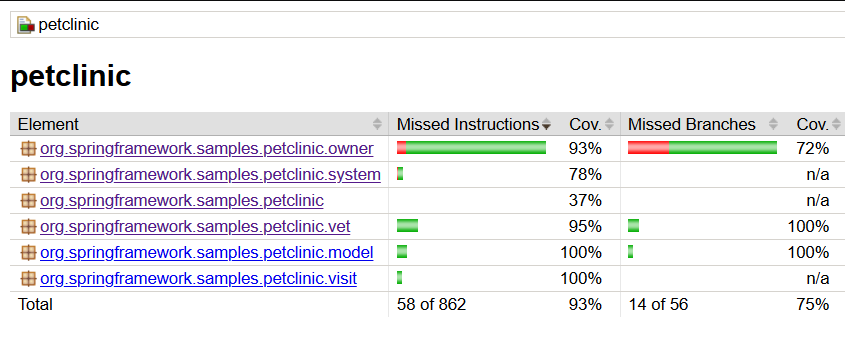 petclinic
petclinic
Element Missed Instructions Cov. Missed Branches Cov.
org.springframework.samples.petclinic.owner 93% 72%
org.springframework.samples.petclinic.system 78% n/a
org.springframework.samples.petclinic 37% n/a
org.springframework.samples.petclinic.vet 95% 100%
org.springframework.samples.petclinic.model 100% 100%
org.springframework.samples.petclinic.visit 100% n/a
Total 58 of 862 93% 14 of 56 75%